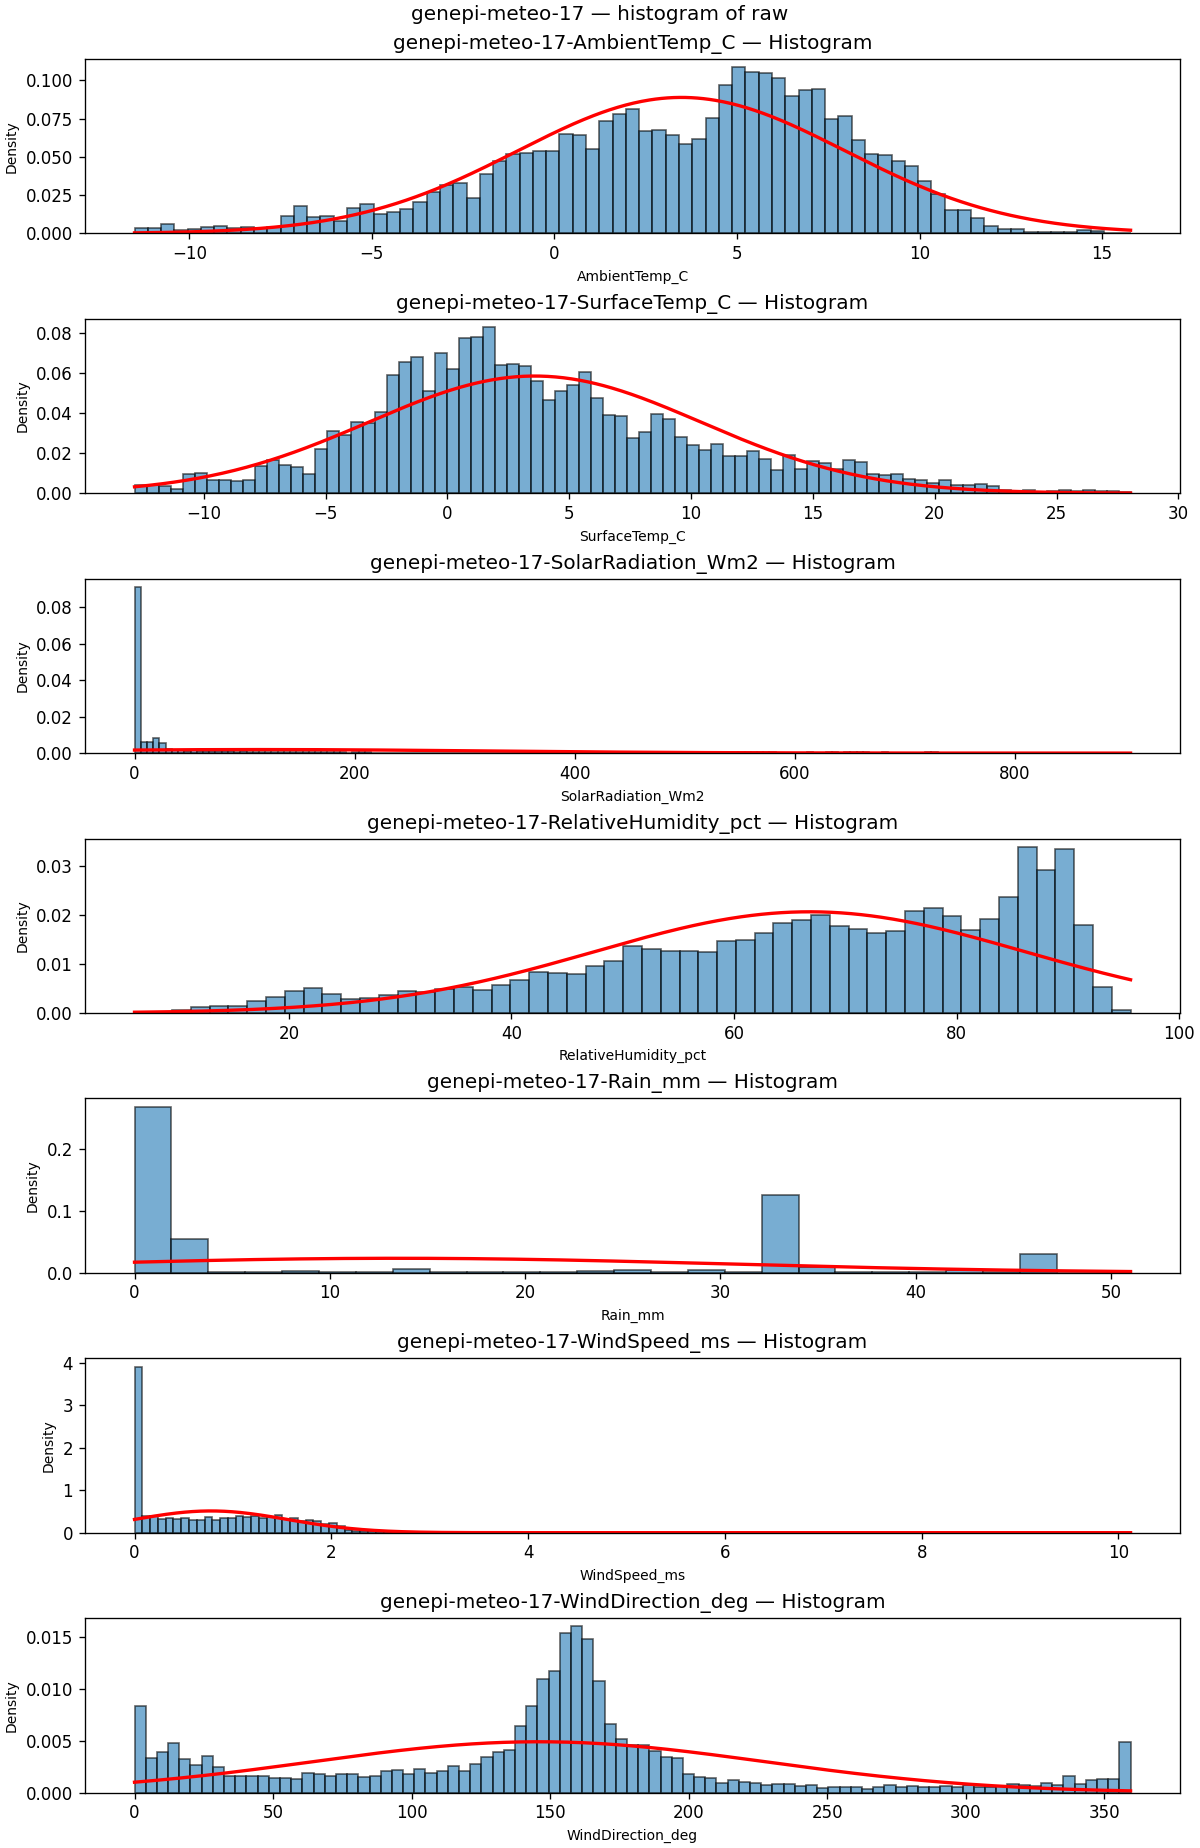 genepi-meteo-17 — histogram of raw
genepi-meteo-17-AmbientTemp_C — Histogram
Density
0.100
0.075
0.050
0.025
0.000
−10 −5 0 5 10 15
AmbientTemp_C
genepi-meteo-17-SurfaceTemp_C — Histogram
Density
0.08
0.06
0.04
0.02
0.00
−10 −5 0 5 10 15 20 25 30
SurfaceTemp_C
genepi-meteo-17-SolarRadiation_Wm2 — Histogram
Density
0.08
0.06
0.04
0.02
0.00
0 200 400 600 800
SolarRadiation_Wm2
genepi-meteo-17-RelativeHumidity_pct — Histogram
Density
0.03
0.02
0.01
0.00
20 40 60 80 100
RelativeHumidity_pct
genepi-meteo-17-Rain_mm — Histogram
Density
0.2
0.1
0.0
0 10 20 30 40 50
Rain_mm
genepi-meteo-17-WindSpeed_ms — Histogram
Density
4
3
2
1
0
0 2 4 6 8 10
WindSpeed_ms
genepi-meteo-17-WindDirection_deg — Histogram
Density
0.015
0.010
0.005
0.000
0 50 100 150 200 250 300 350
WindDirection_deg